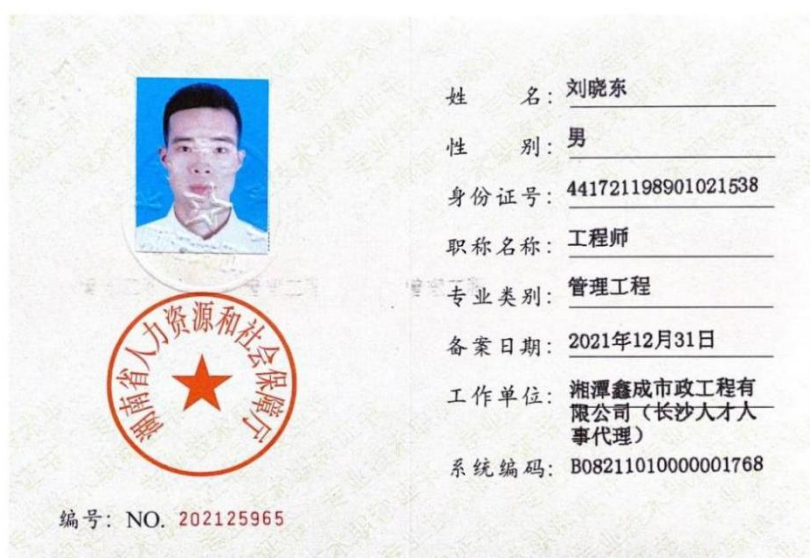 姓 名: 刘晓东
性 别: 男
身份证号: 441721198901021538
职称名称: 工程师
专业类别: 管理工程
备案日期: 2021年12月31日
工作单位: 湘潭鑫成市政工程有
限公司（长沙人才人
事代理）
系统编码: B08211010000001768
湖南省人力资源和社会保障厅
编号: NO. 202125965